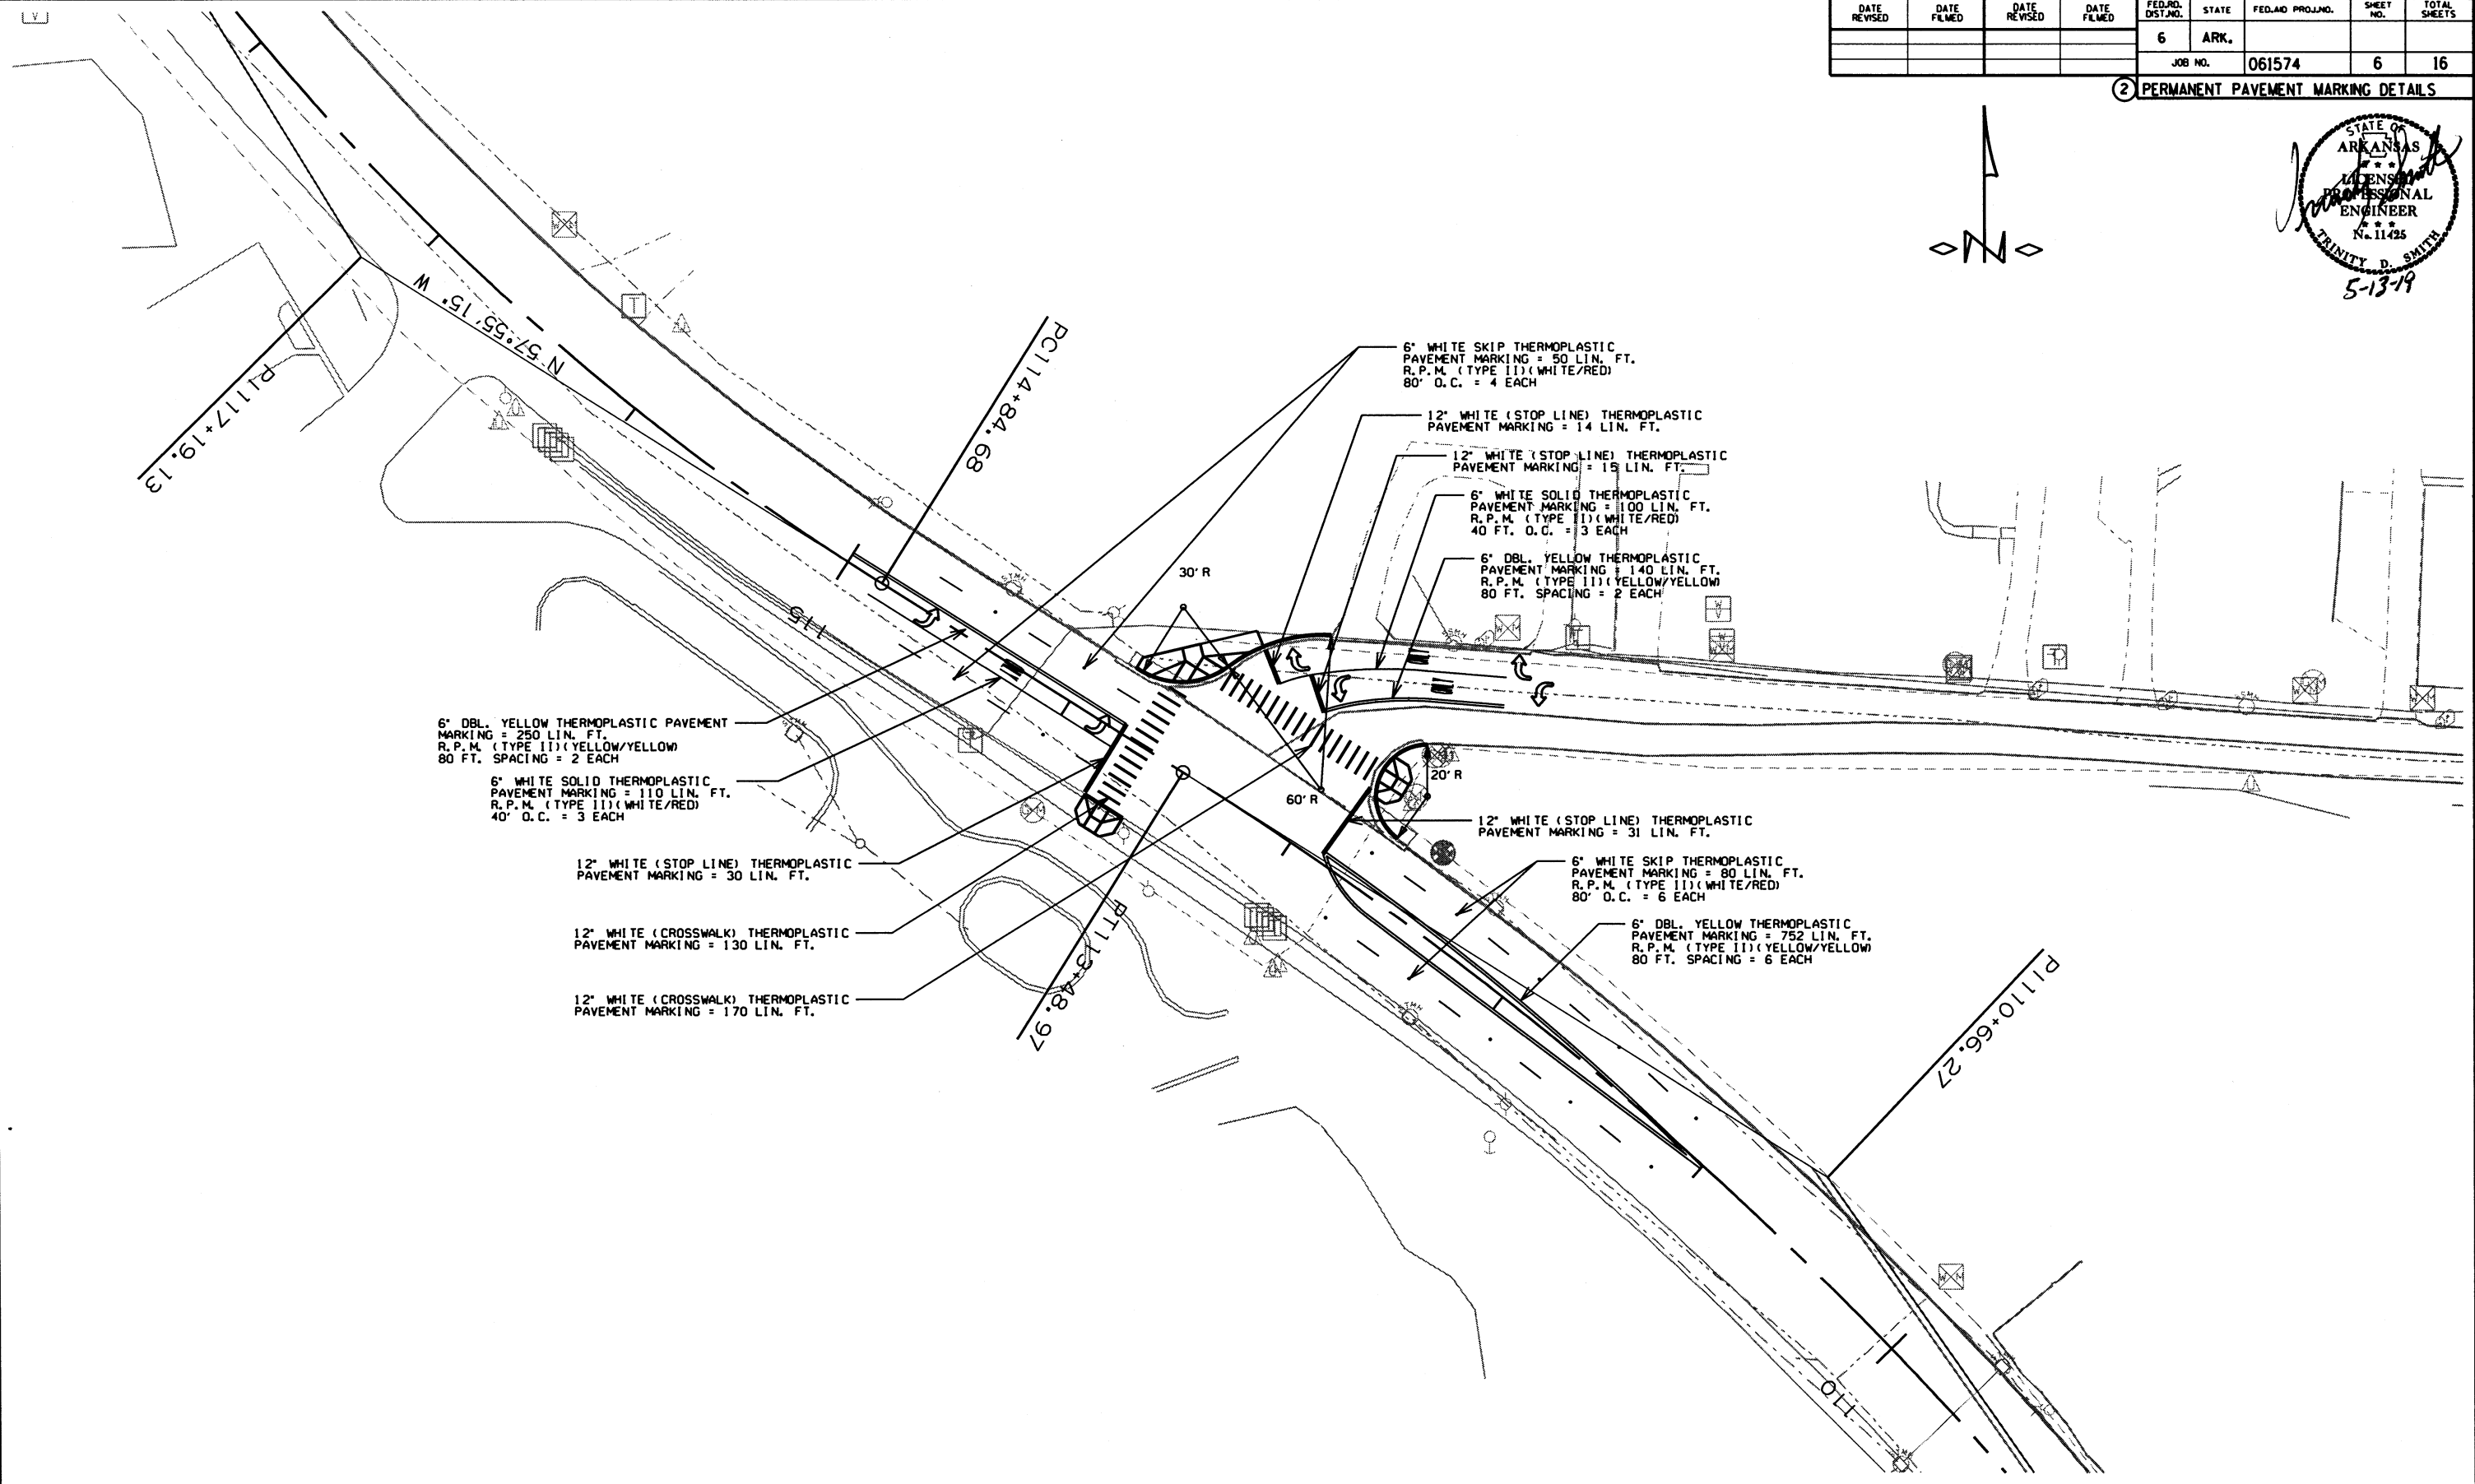 DATE REVISED
DATE FILMED
DATE REVISED
DATE FILMED
FED.RD. DIST.NO.
STATE
FED.AID PROJ.NO.
SHEET NO.
TOTAL SHEETS
6
ARK.
JOB NO.
061574
6
16
2 PERMANENT PAVEMENT MARKING DETAILS
STATE OF
ARKANSAS
LICENSED
PROFESSIONAL
ENGINEER
No. 11425
TRINITY D. SMITH
5-13-19
N
V
W M
T
N 57°55'15" W
PI 117+19.13
PC114+84.68
115
6" WHITE SKIP THERMOPLASTIC
PAVEMENT MARKING = 50 LIN. FT.
R.P.M. (TYPE II)(WHITE/RED)
80' O.C. = 4 EACH
12" WHITE (STOP LINE) THERMOPLASTIC
PAVEMENT MARKING = 14 LIN. FT.
12" WHITE (STOP LINE) THERMOPLASTIC
PAVEMENT MARKING = 15 LIN. FT.
6" WHITE SOLID THERMOPLASTIC
PAVEMENT MARKING = 100 LIN. FT.
R.P.M. (TYPE II)(WHITE/RED)
40 FT. O.C. = 3 EACH
6" DBL. YELLOW THERMOPLASTIC
PAVEMENT MARKING = 140 LIN. FT.
R.P.M. (TYPE II)(YELLOW/YELLOW)
80 FT. SPACING = 2 EACH
30' R
60' R
20' R
6" DBL. YELLOW THERMOPLASTIC PAVEMENT
MARKING = 250 LIN. FT.
R.P.M. (TYPE II)(YELLOW/YELLOW)
80 FT. SPACING = 2 EACH
6" WHITE SOLID THERMOPLASTIC
PAVEMENT MARKING = 110 LIN. FT.
R.P.M. (TYPE II)(WHITE/RED)
40' O.C. = 3 EACH
12" WHITE (STOP LINE) THERMOPLASTIC
PAVEMENT MARKING = 30 LIN. FT.
12" WHITE (CROSSWALK) THERMOPLASTIC
PAVEMENT MARKING = 130 LIN. FT.
12" WHITE (CROSSWALK) THERMOPLASTIC
PAVEMENT MARKING = 170 LIN. FT.
12" WHITE (STOP LINE) THERMOPLASTIC
PAVEMENT MARKING = 31 LIN. FT.
6" WHITE SKIP THERMOPLASTIC
PAVEMENT MARKING = 80 LIN. FT.
R.P.M. (TYPE II)(WHITE/RED)
80' O.C. = 6 EACH
6" DBL. YELLOW THERMOPLASTIC
PAVEMENT MARKING = 752 LIN. FT.
R.P.M. (TYPE II)(YELLOW/YELLOW)
80 FT. SPACING = 6 EACH
PT113+48.97
PI110+66.27
W M
110